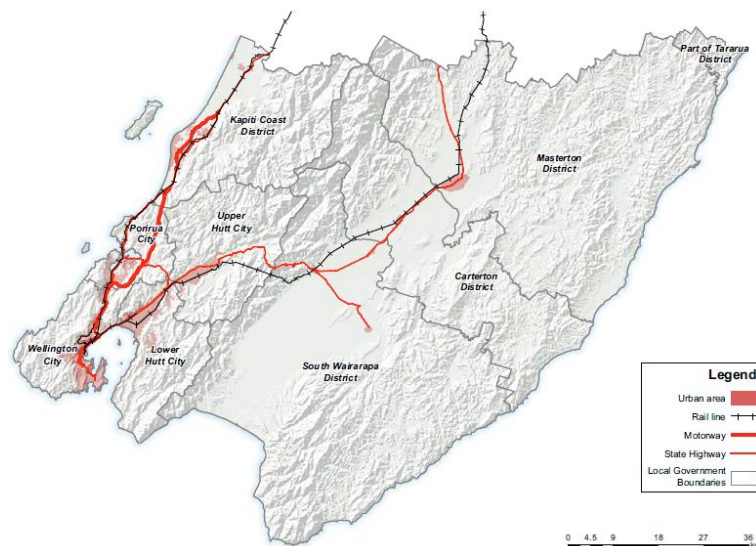 Part of Tararua
District
Kapiti Coast
District
Masterton
District
Porirua
City
Upper
Hutt City
Carterton
District
Wellington
City
Lower
Hutt City
South Wairarapa
District
Legend
Urban area
Rail line
Motorway
State Highway
Local Government
Boundaries
0 4.5 9 18 27 36